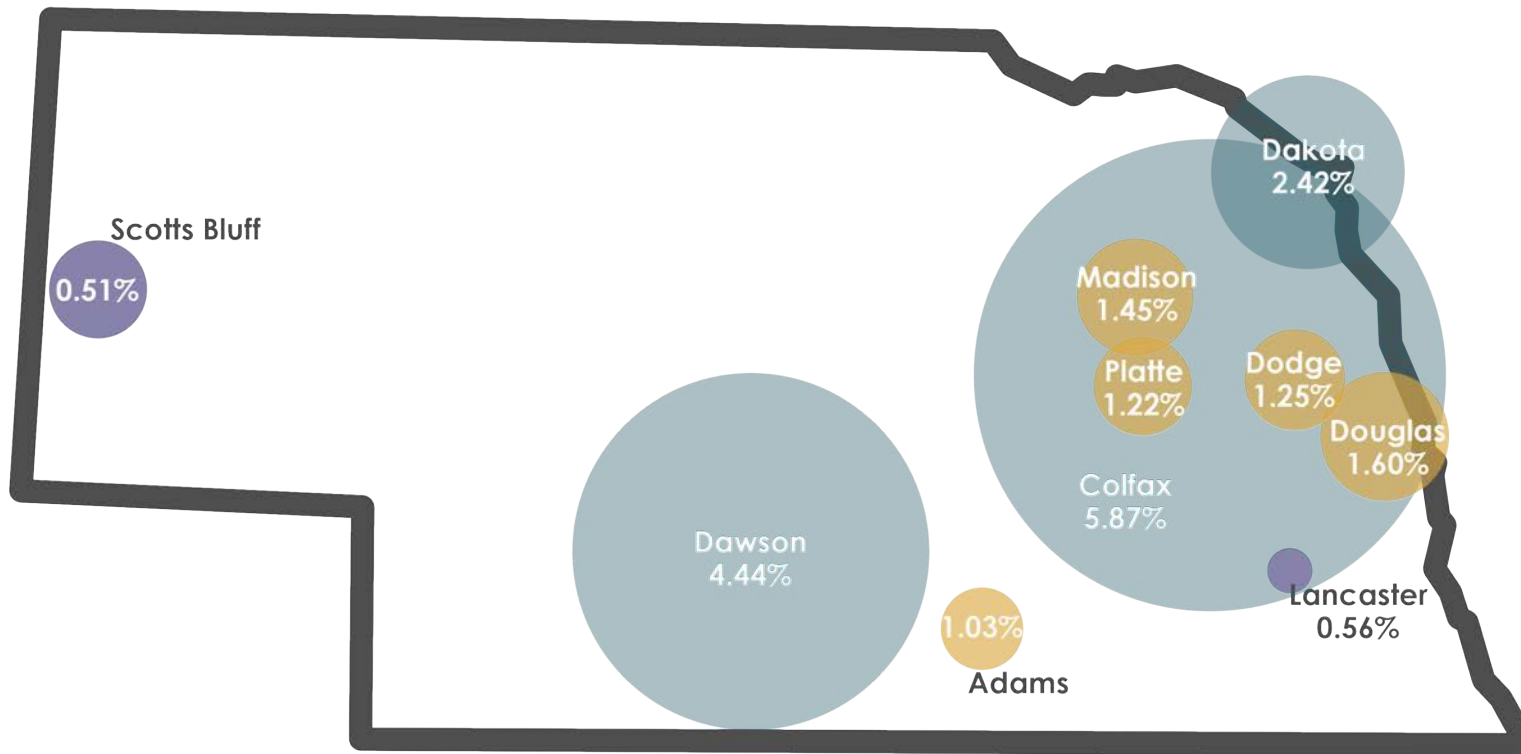 Dakota
2.42%
Scotts Bluff
0.51%
Madison
1.45%
Platte
1.22%
Dodge
1.25%
Douglas
1.60%
Colfax
5.87%
Dawson
4.44%
Lancaster
0.56%
1.03%
Adams